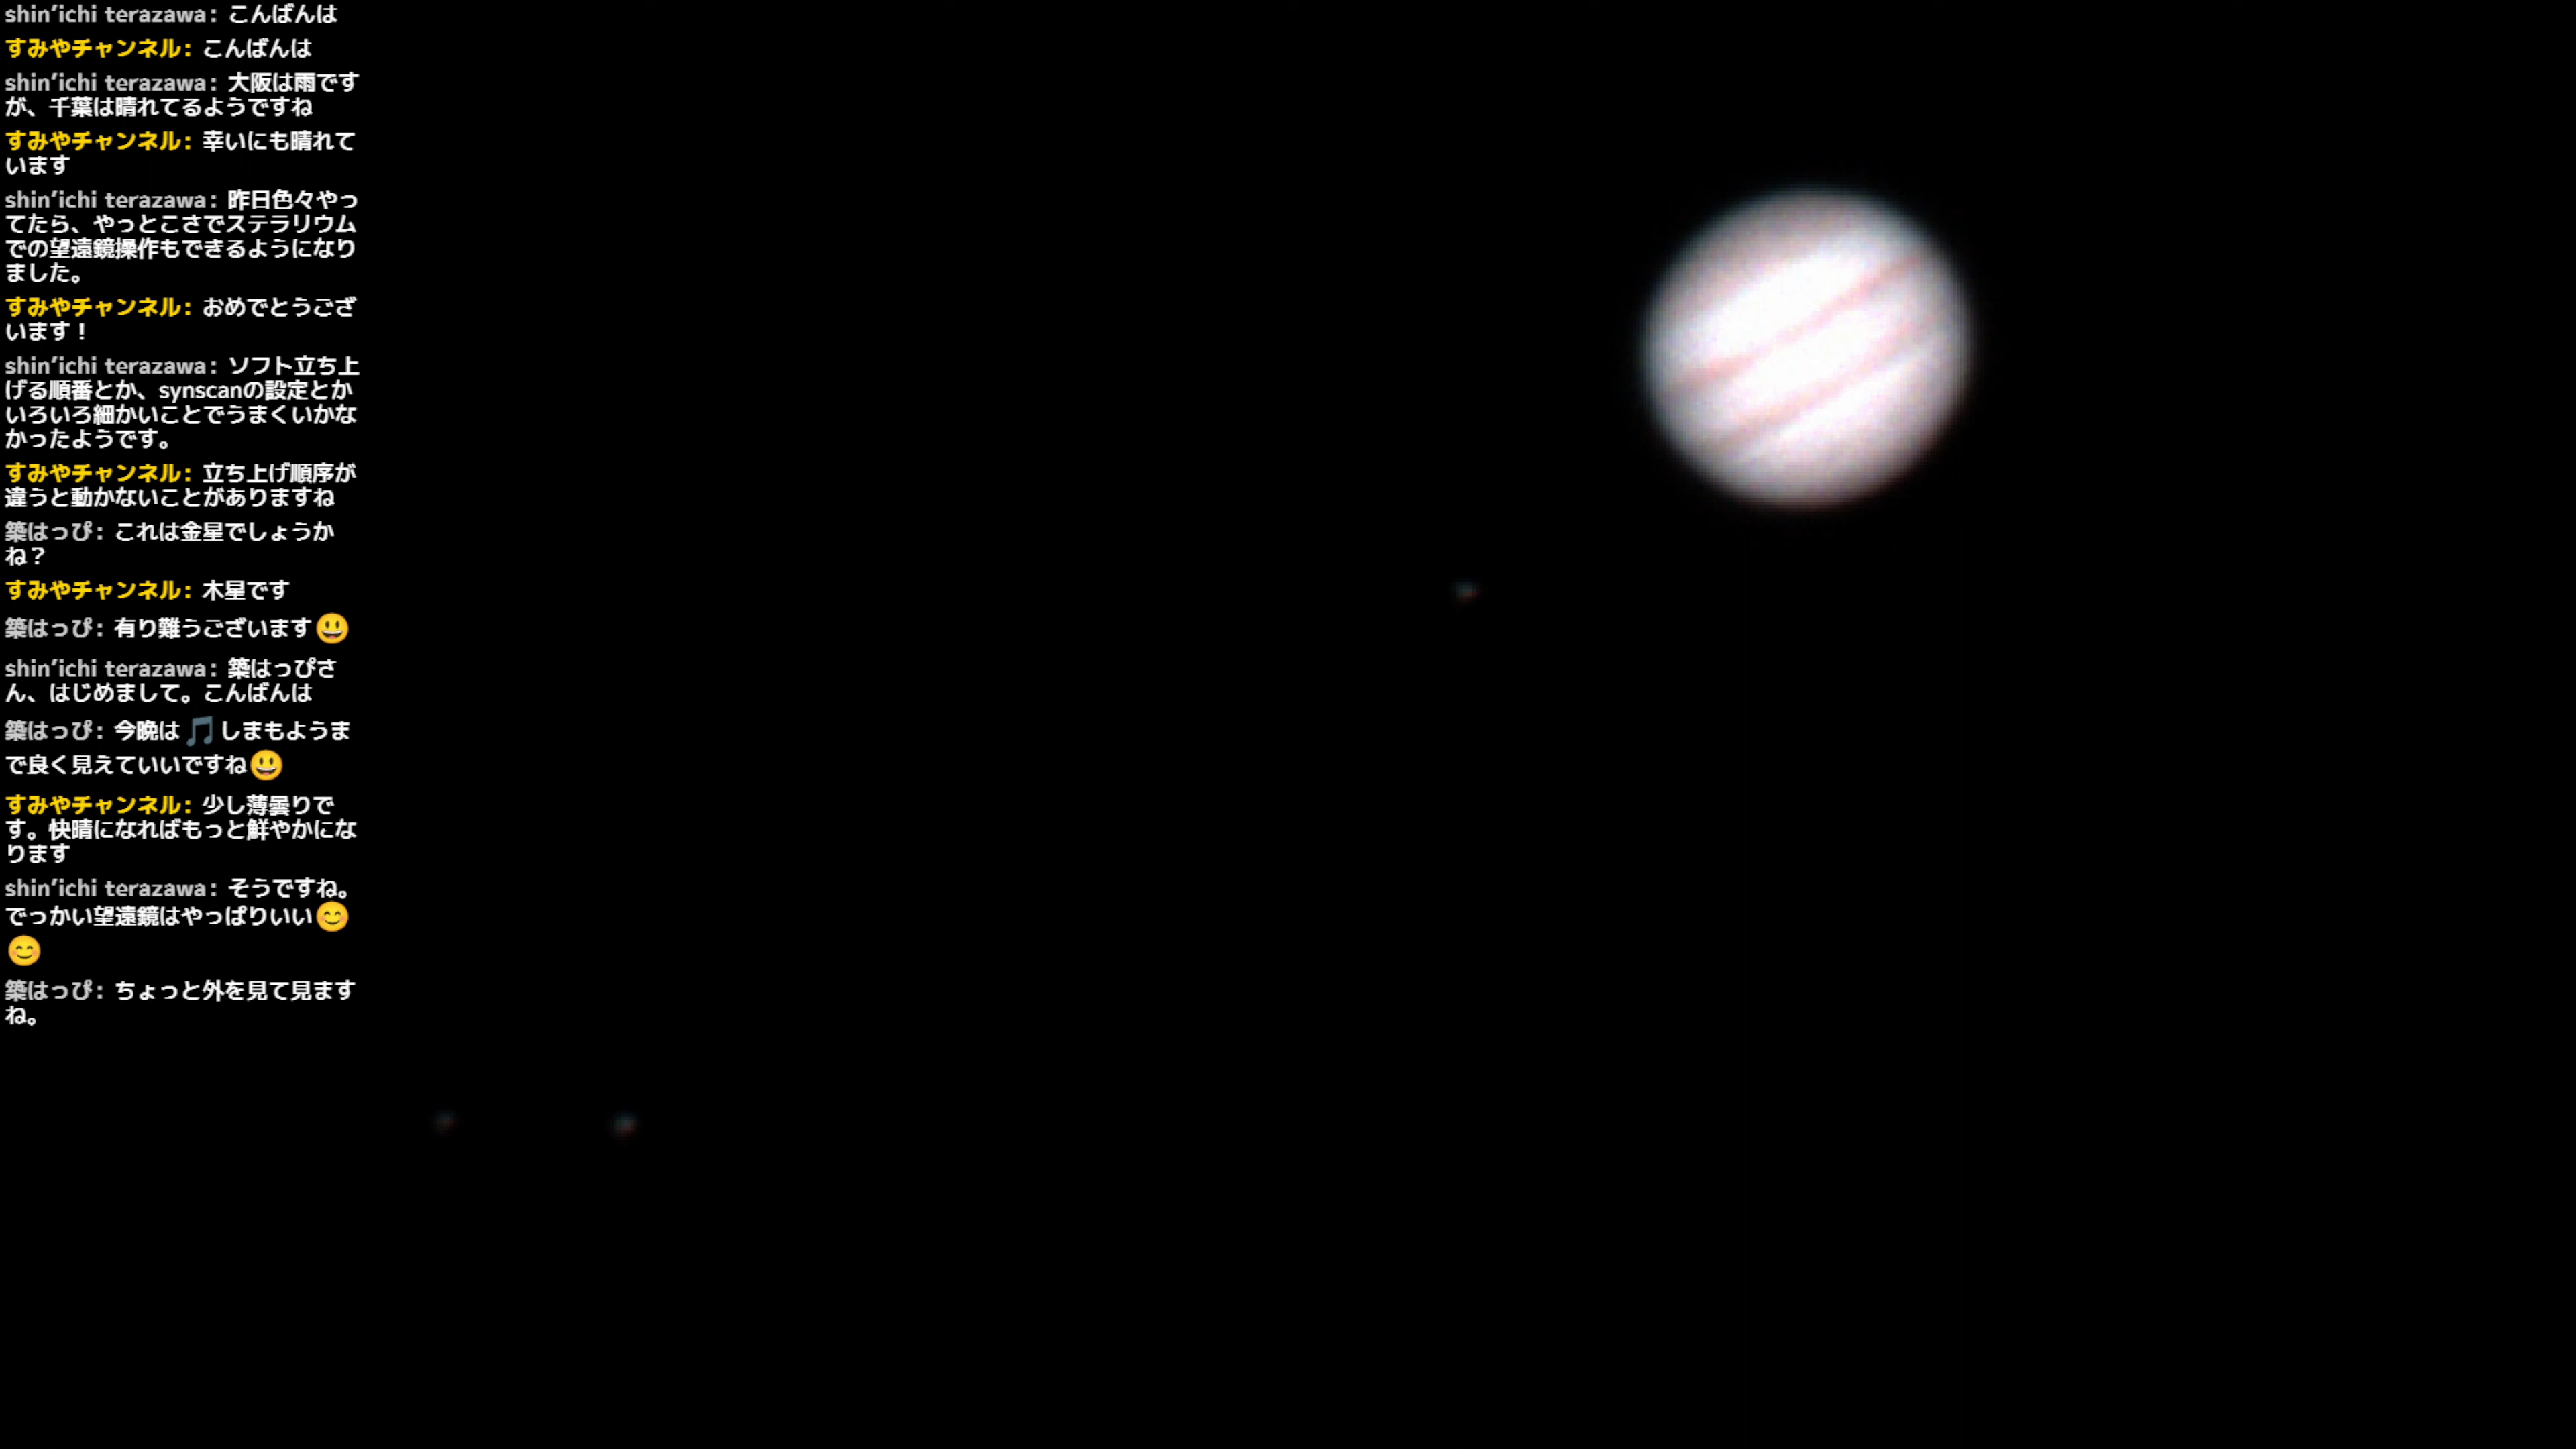 shin’ichi terazawa: こんばんは
すみやチャンネル: こんばんは
shin’ichi terazawa: 大阪は雨です
が、千葉は晴れてるようですね
すみやチャンネル: 幸いにも晴れて
います
shin’ichi terazawa: 昨日色々やっ
てたら、やっとこさでステラリウム
での望遠鏡操作もできるようになり
ました。
すみやチャンネル: おめでとうござ
います！
shin’ichi terazawa: ソフト立ち上
げる順番とか、synscanの設定とか
いろいろ細かいことでうまくいかな
かったようです。
すみやチャンネル: 立ち上げ順序が
違うと動かないことがありますね
築はっぴ: これは金星でしょうか
ね？
すみやチャンネル: 木星です
築はっぴ: 有り難うございます😃
shin’ichi terazawa: 築はっぴさ
ん、はじめまして。こんばんは
築はっぴ: 今晩は🎵しまもようま
で良く見えていいですね😃
すみやチャンネル: 少し薄曇りで
す。快晴になればもっと鮮やかにな
ります
shin’ichi terazawa: そうですね。
でっかい望遠鏡はやっぱりいい😊
😊
築はっぴ: ちょっと外を見て見ます
ね。